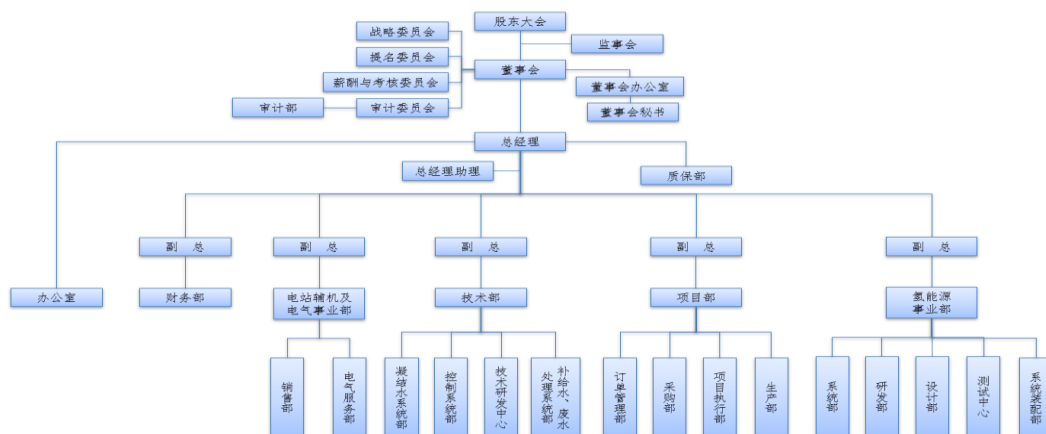 股东大会
战略委员会
监事会
提名委员会
董事会
薪酬与考核委员会
董事会办公室
审计部
审计委员会
董事会秘书
总经理
总经理助理
质保部
副 总
副 总
副 总
副 总
副 总
办公室
财务部
电站辅机及
电气事业部
技术部
项目部
氢能源
事业部
销售部
电气服务部
凝结水系统部
控制系统部
技术研发中心
补给水、废水
处理系统部
订单管理部
采购部
项目执行部
生产部
系统部
研发部
设计部
测试中心
系统装配部